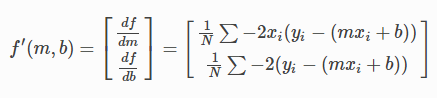 f′(m, b) = [ df/dm ; df/db ] = [ 1/N ∑ −2x_i(y_i − (mx_i + b)) ; 1/N ∑ −2(y_i − (mx_i + b)) ]